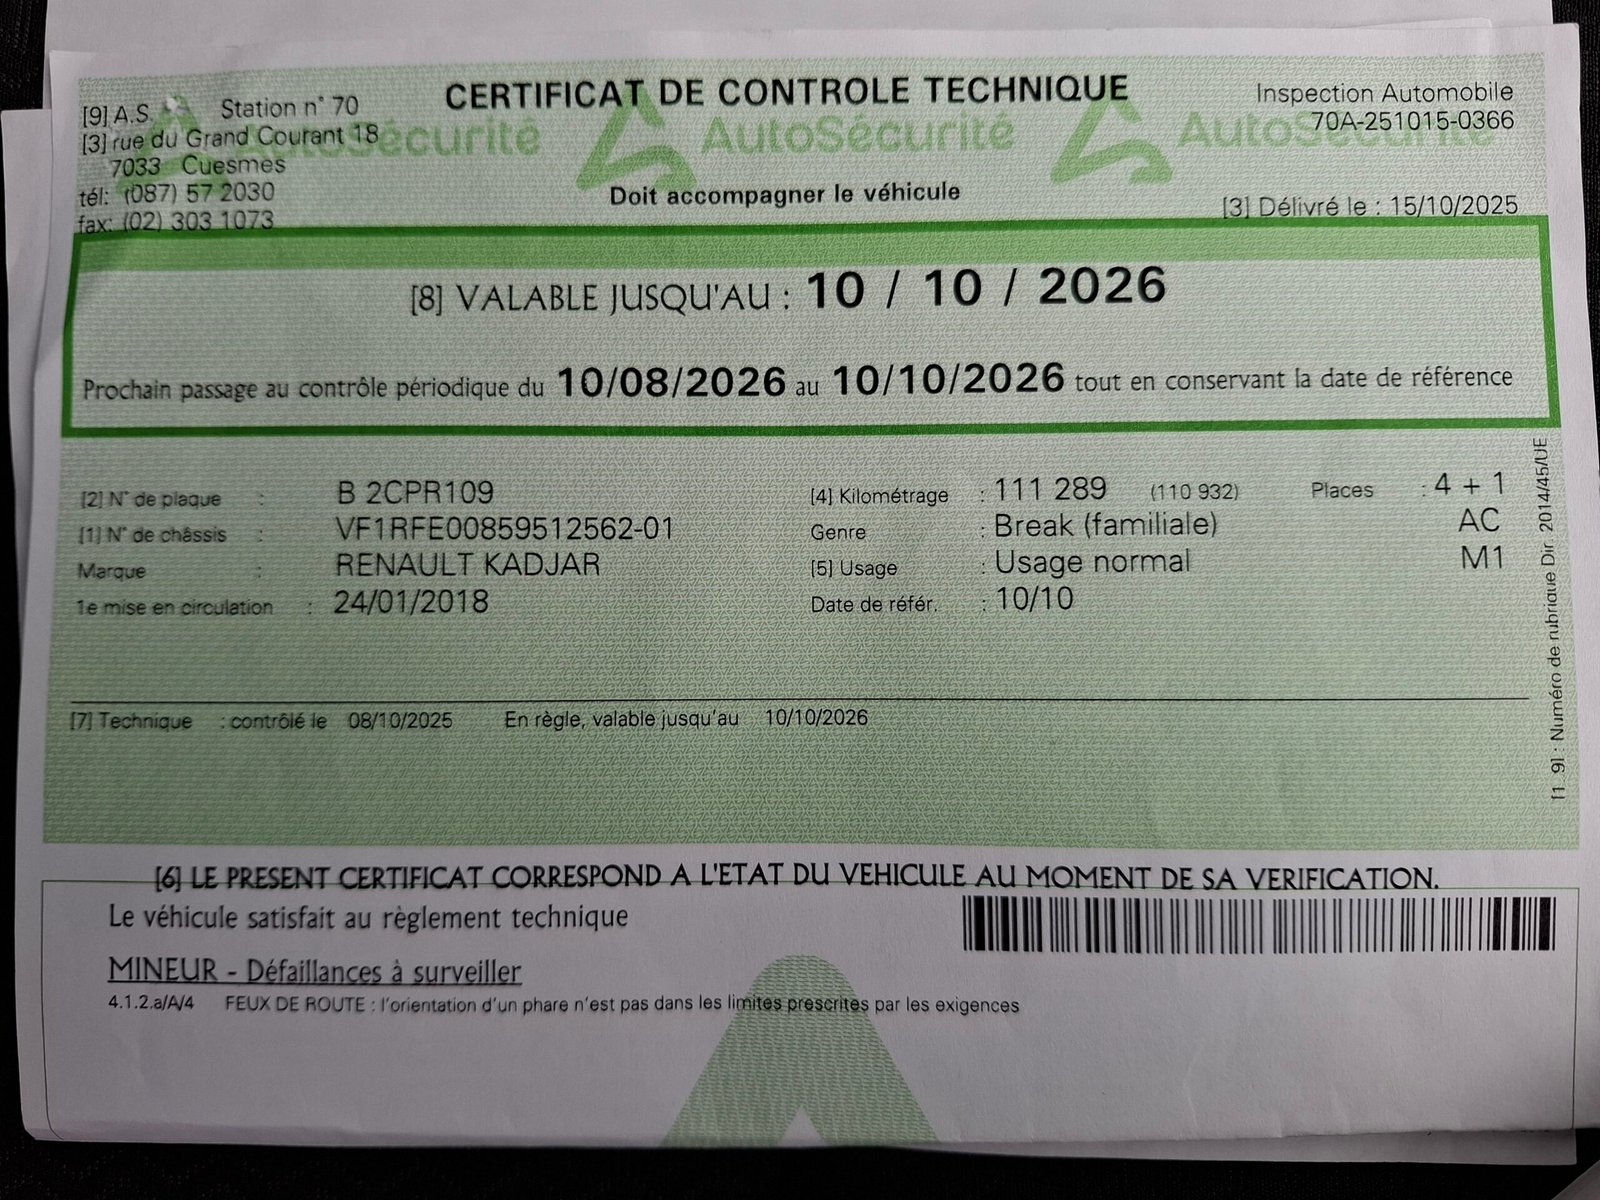 [9] A.S. Station n° 70
[3] rue du Grand Courant 18
7033 Cuesmes
tél: (087) 57 2030
fax: (02) 303 1073
CERTIFICAT DE CONTROLE TECHNIQUE
AutoSécurité AutoSécurité AutoSécurité
Doit accompagner le véhicule
Inspection Automobile
70A-251015-0366
[3] Délivré le : 15/10/2025
[8] VALABLE JUSQU'AU : 10 / 10 / 2026
Prochain passage au contrôle périodique du 10/08/2026 au 10/10/2026 tout en conservant la date de référence
[2] N° de plaque : B 2CPR109 [4] Kilométrage : 111 289 (110 932) Places : 4 + 1
[1] N° de châssis : VF1RFE00859512562-01 Genre : Break (familiale) AC
Marque : RENAULT KADJAR [5] Usage : Usage normal M1
1e mise en circulation : 24/01/2018 Date de référ. : 10/10
[7] Technique : contrôlé le 08/10/2025 En règle, valable jusqu'au 10/10/2026
[1..9] : Numéro de rubrique Dir. 2014/45/UE
[6] LE PRESENT CERTIFICAT CORRESPOND A L'ETAT DU VEHICULE AU MOMENT DE SA VERIFICATION.
Le véhicule satisfait au règlement technique
MINEUR - Défaillances à surveiller
4.1.2.a/A/4 FEUX DE ROUTE : l'orientation d'un phare n'est pas dans les limites prescrites par les exigences